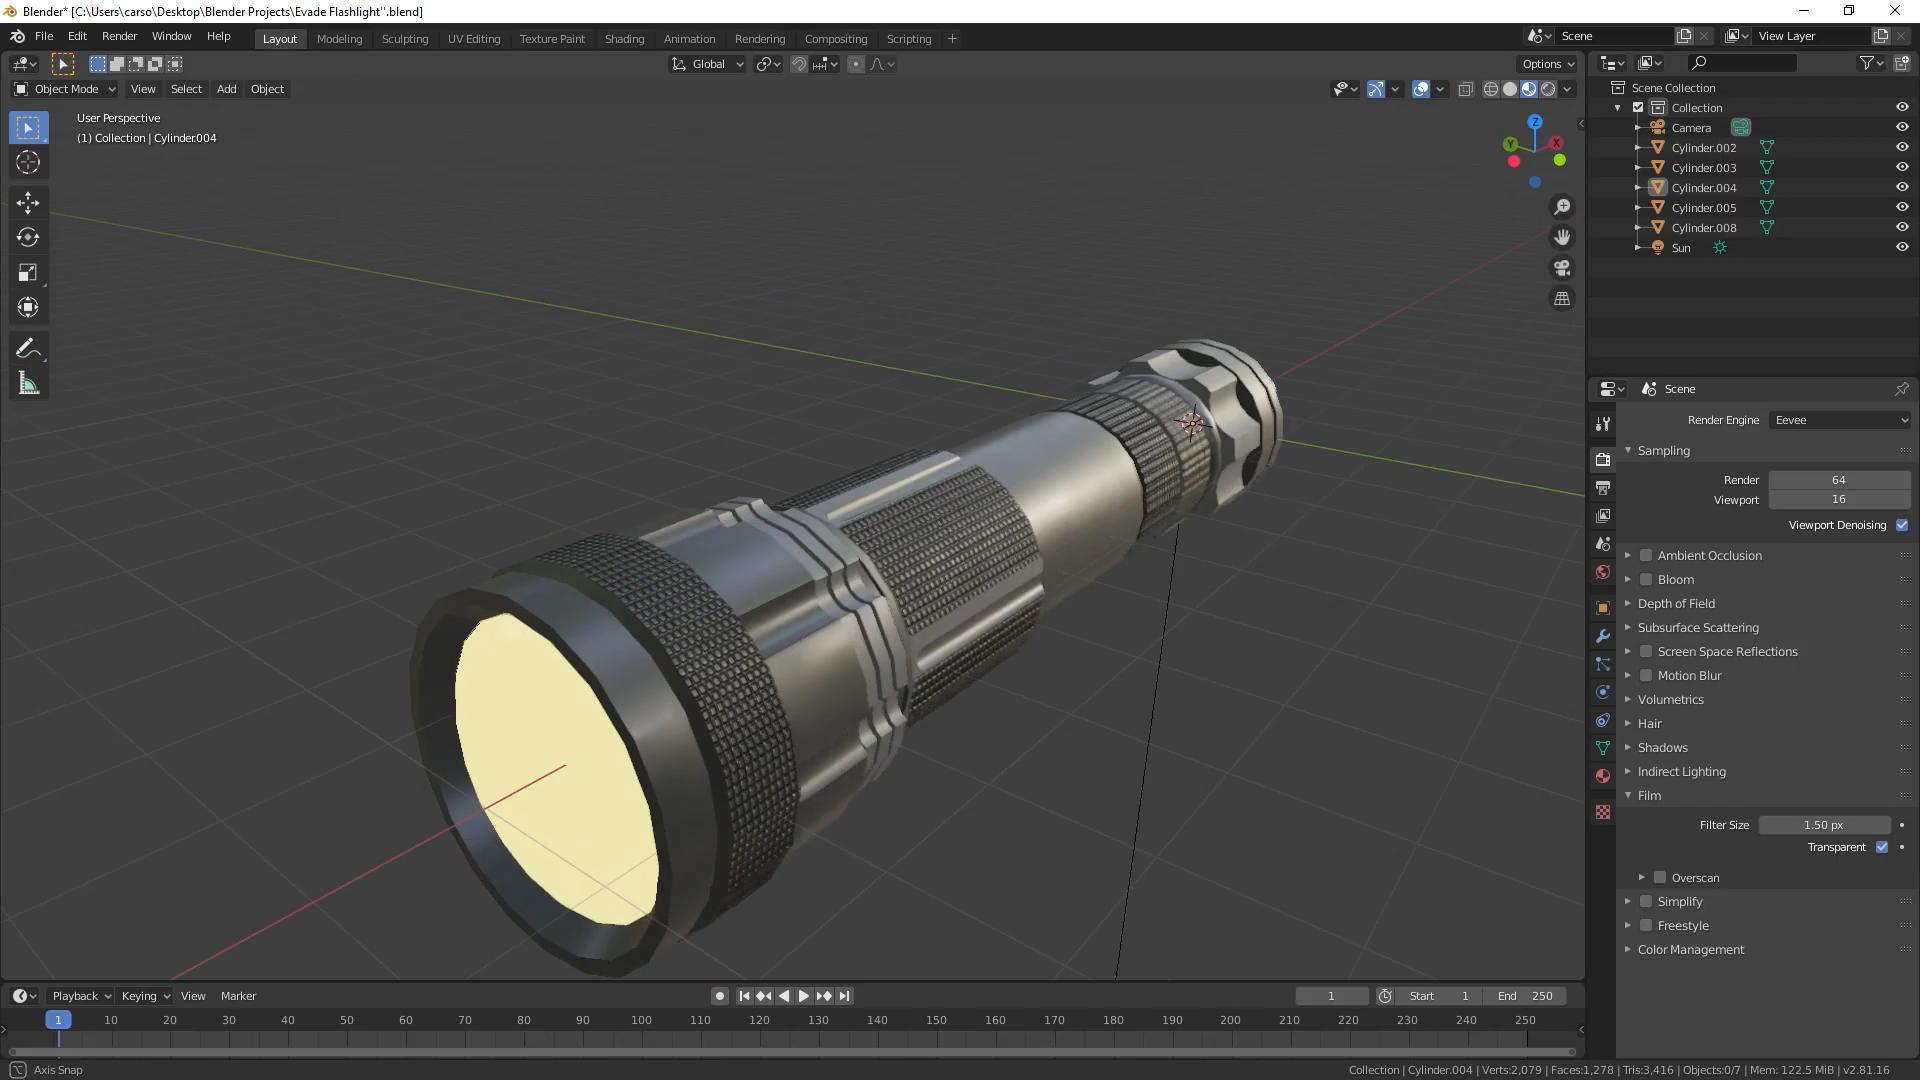 Blender* [C:\Users\carso\Desktop\Blender Projects\Evade Flashlight''.blend]
File Edit Render Window Help
Layout Modeling Sculpting UV Editing Texture Paint Shading Animation Rendering Compositing Scripting +
Scene
View Layer
Global
Options
Object Mode View Select Add Object
User Perspective
(1) Collection | Cylinder.004
Z
Y
X
Scene Collection
Collection
Camera
Cylinder.002
Cylinder.003
Cylinder.004
Cylinder.005
Cylinder.008
Sun
Scene
Render Engine Eevee
Sampling
Render 64
Viewport 16
Viewport Denoising
Ambient Occlusion
Bloom
Depth of Field
Subsurface Scattering
Screen Space Reflections
Motion Blur
Volumetrics
Hair
Shadows
Indirect Lighting
Film
Filter Size 1.50 px
Transparent
Overscan
Simplify
Freestyle
Color Management
Playback Keying View Marker
1 Start 1 End 250
1 10 20 30 40 50 60 70 80 90 100 110 120 130 140 150 160 170 180 190 200 210 220 230 240 250
Axis Snap
Collection | Cylinder.004 | Verts:2,079 | Faces:1,278 | Tris:3,416 | Objects:0/7 | Mem: 122.5 MiB | v2.81.16